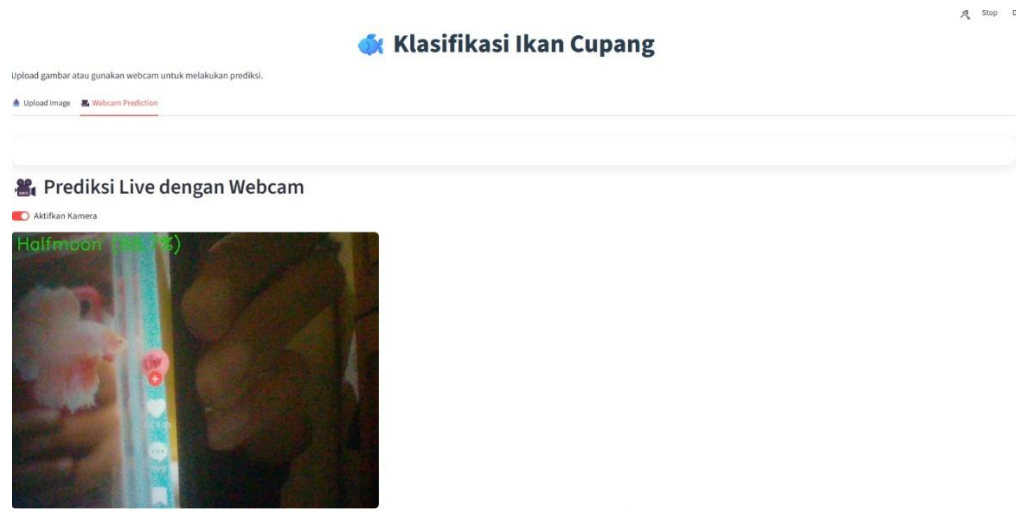 Stop
Klasifikasi Ikan Cupang
Upload gambar atau gunakan webcam untuk melakukan prediksi.
Upload Image
Webcam Prediction
Prediksi Live dengan Webcam
Aktifkan Kamera
Halfmoon